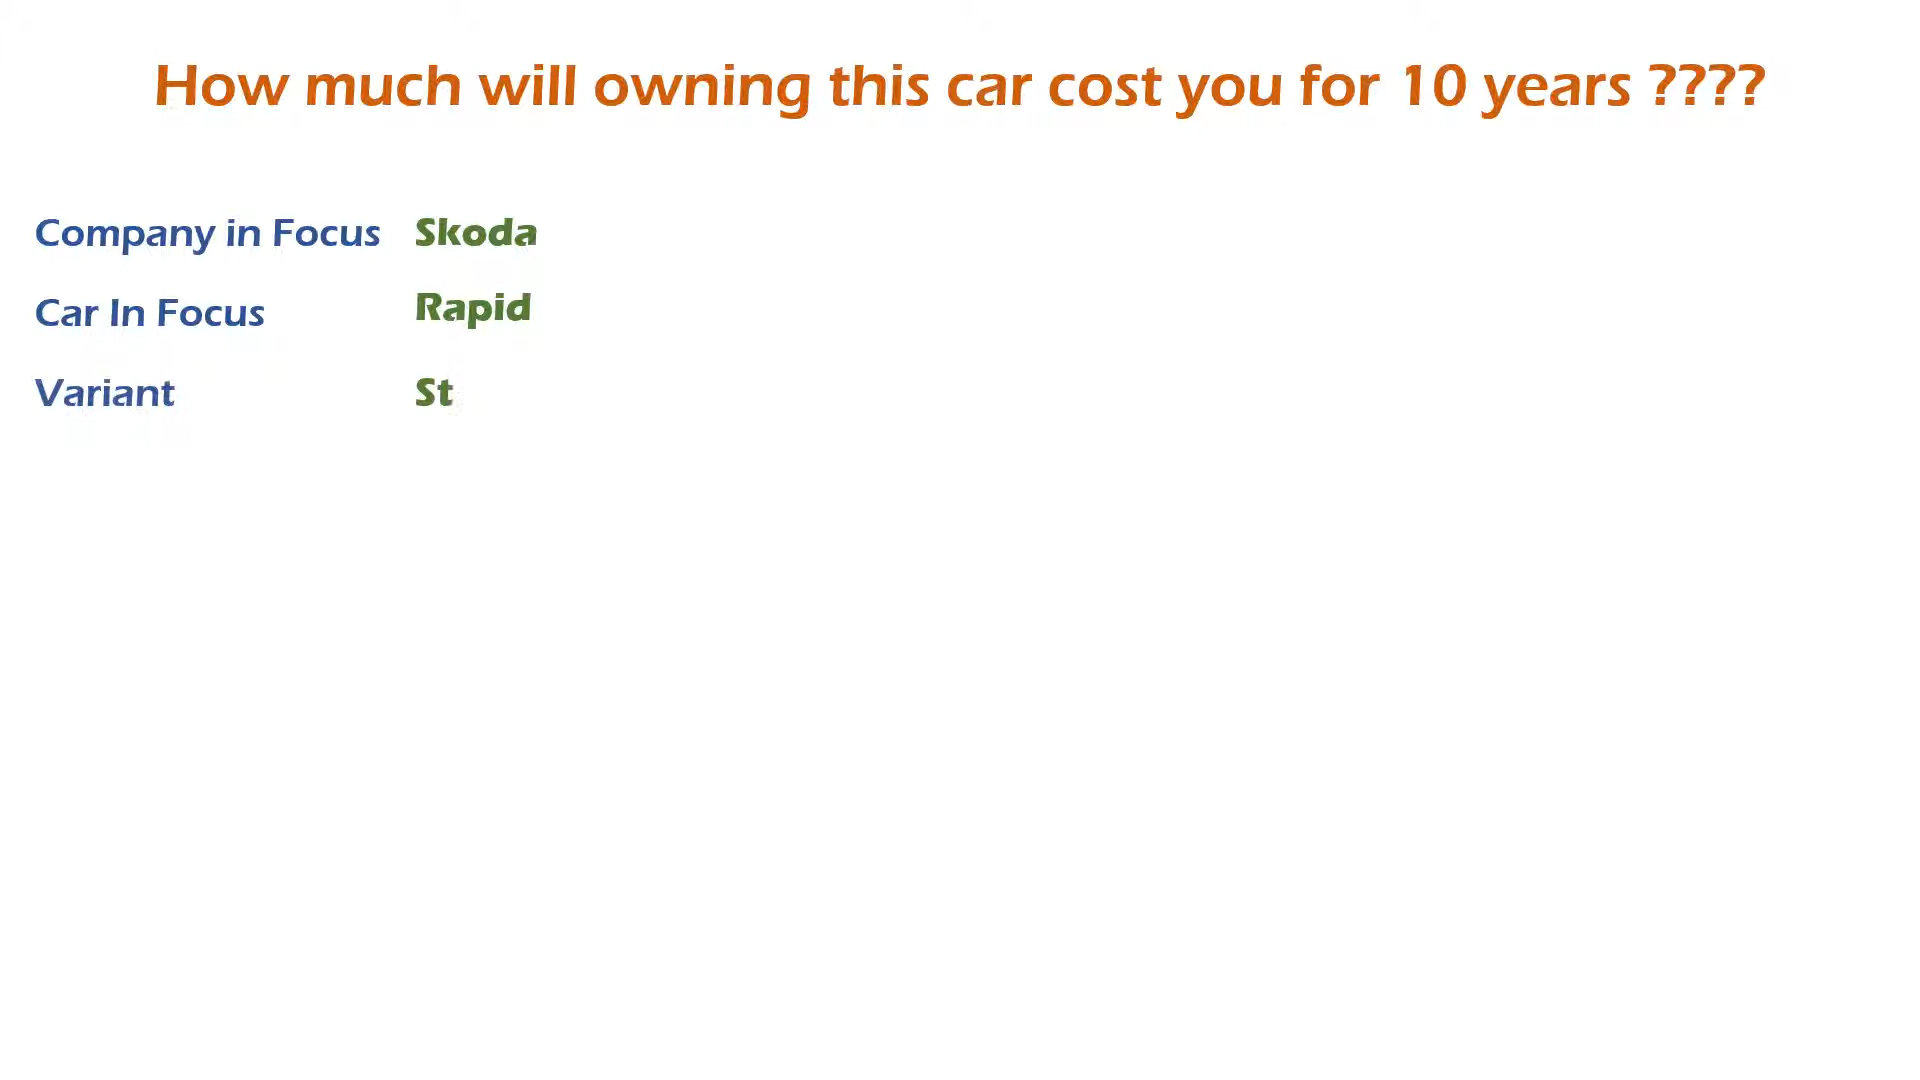 How much will owning this car cost you for 10 years ????
Company in Focus Skoda
Car In Focus Rapid
Variant St